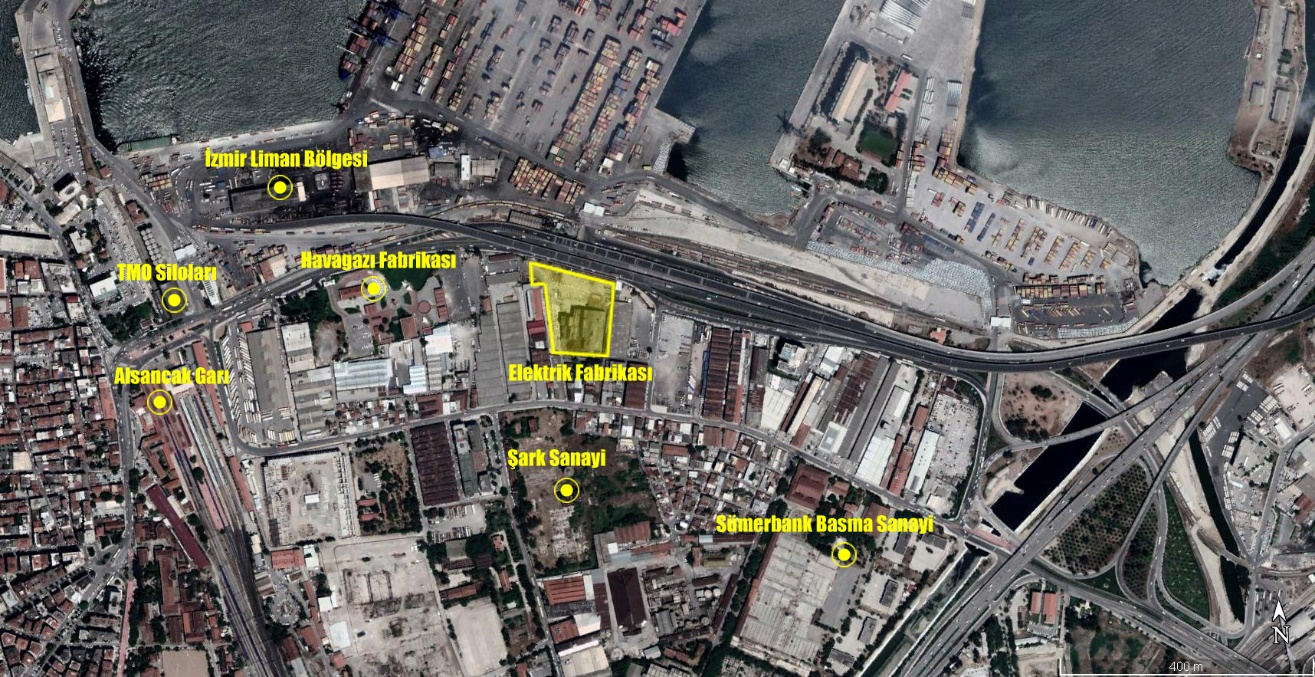 İzmir Liman Bölgesi
TMO Siloları
Havagazı Fabrikası
Elektrik Fabrikası
Alsancak Garı
Şark Sanayi
Sümerbank Basma Sanayi
N
400 m